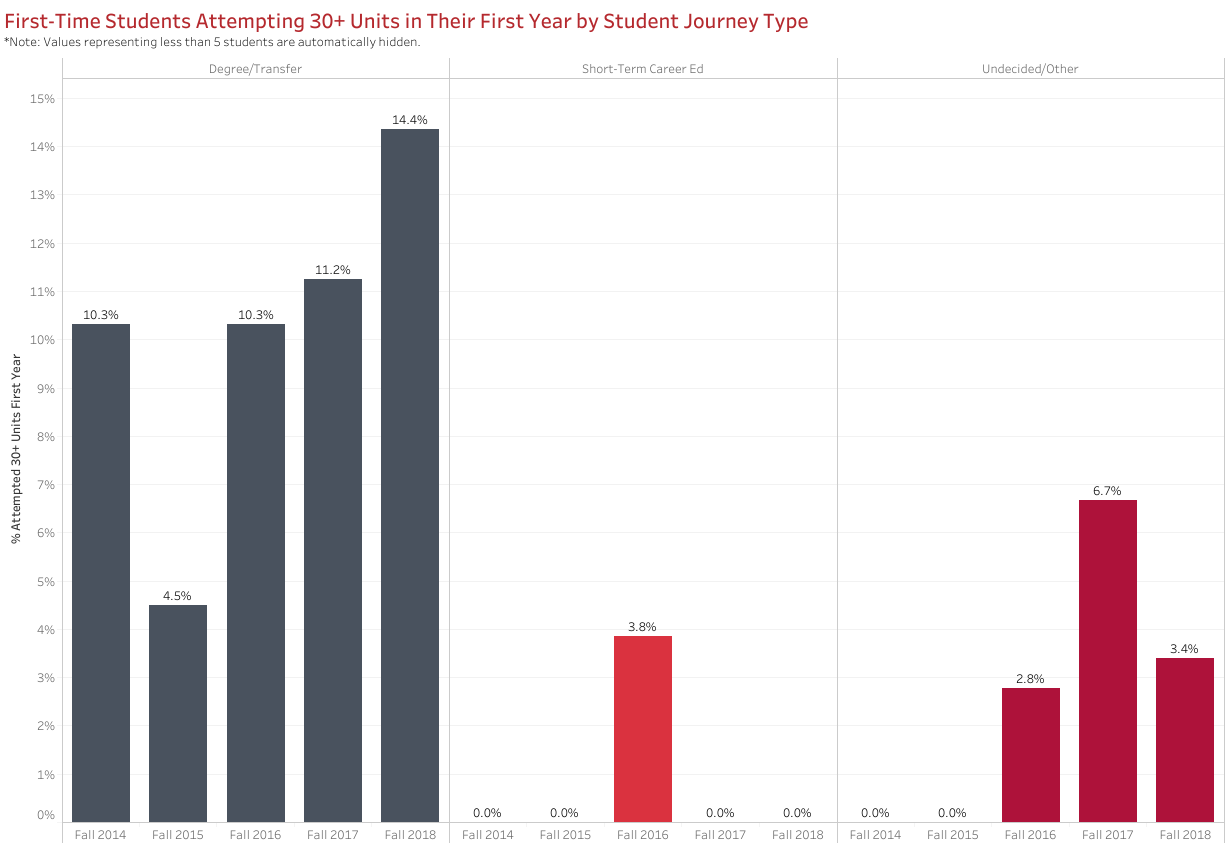 First-Time Students Attempting 30+ Units in Their First Year by Student Journey Type
*Note: Values representing less than 5 students are automatically hidden.
Degree/Transfer
Short-Term Career Ed
Undecided/Other
% Attempted 30+ Units First Year
15%
14%
13%
12%
11%
10%
9%
8%
7%
6%
5%
4%
3%
2%
1%
0%
10.3%
4.5%
10.3%
11.2%
14.4%
0.0%
0.0%
3.8%
0.0%
0.0%
0.0%
0.0%
2.8%
6.7%
3.4%
Fall 2014
Fall 2015
Fall 2016
Fall 2017
Fall 2018
Fall 2014
Fall 2015
Fall 2016
Fall 2017
Fall 2018
Fall 2014
Fall 2015
Fall 2016
Fall 2017
Fall 2018